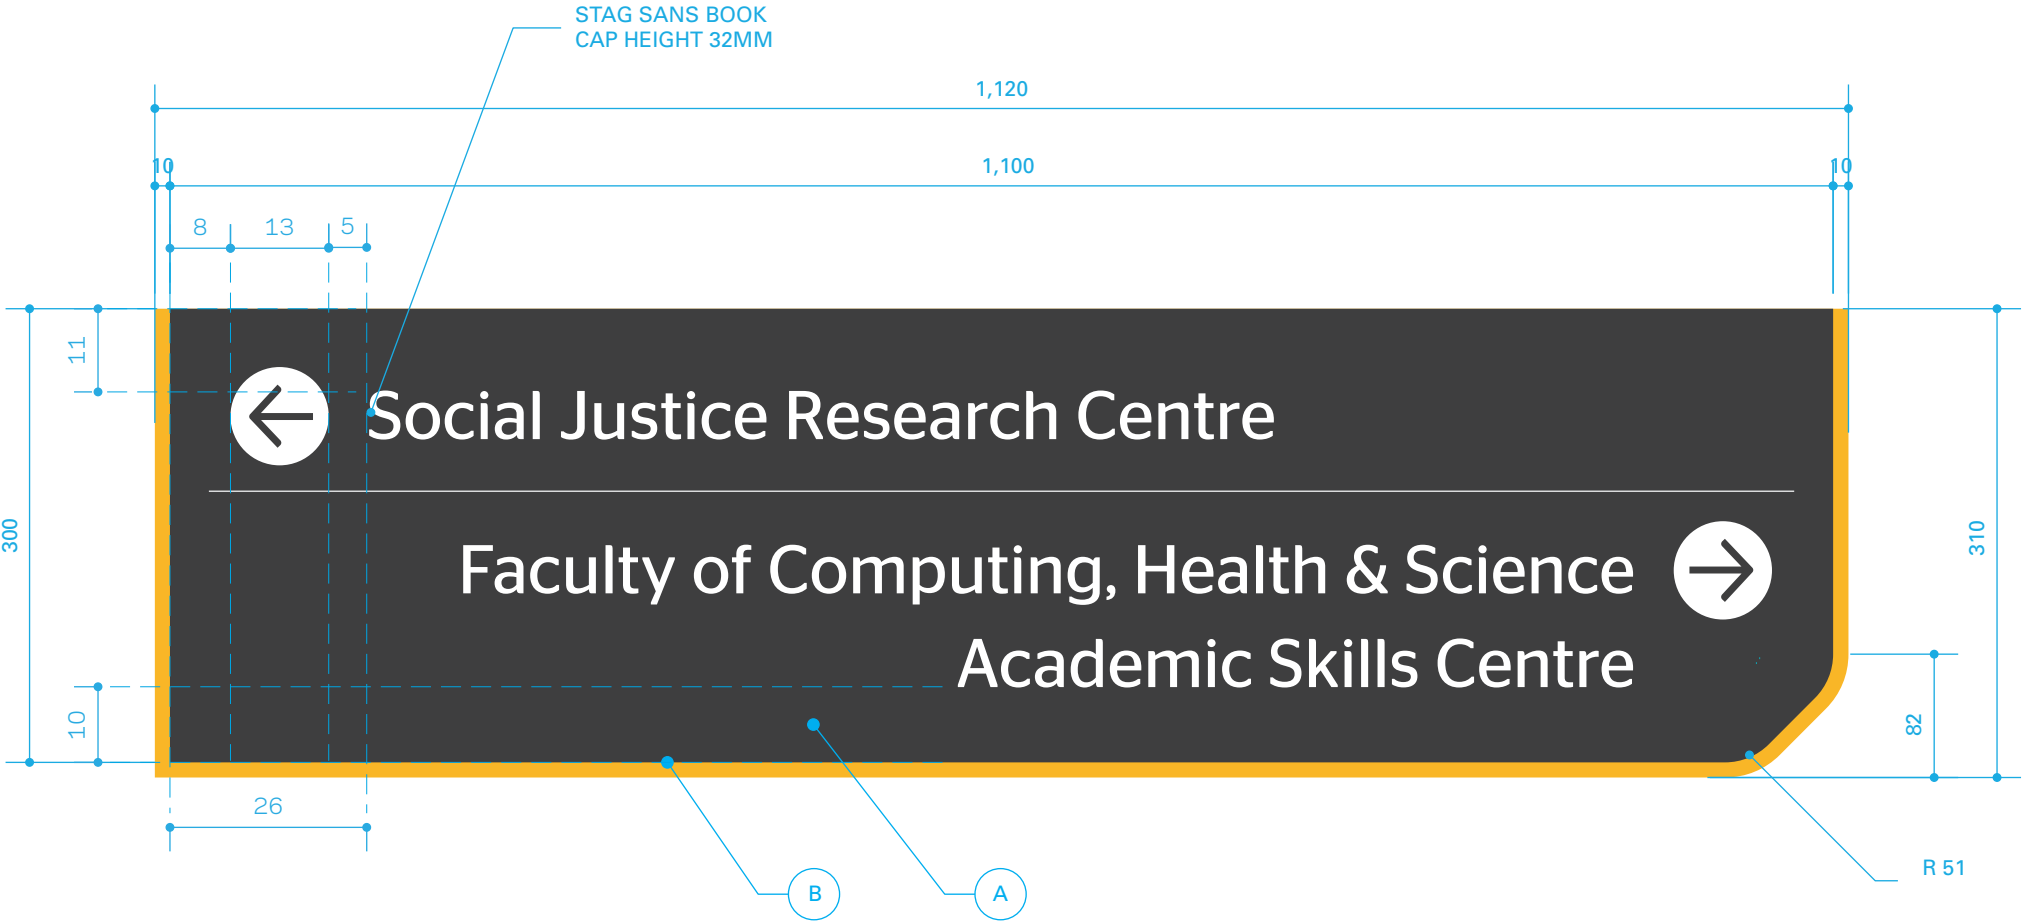 STAG SANS BOOK
CAP HEIGHT 32MM
1,120
10
1,100
10
8
13
5
11
Social Justice Research Centre
300
310
Faculty of Computing, Health & Science
Academic Skills Centre
10
82
26
R 51
B
A